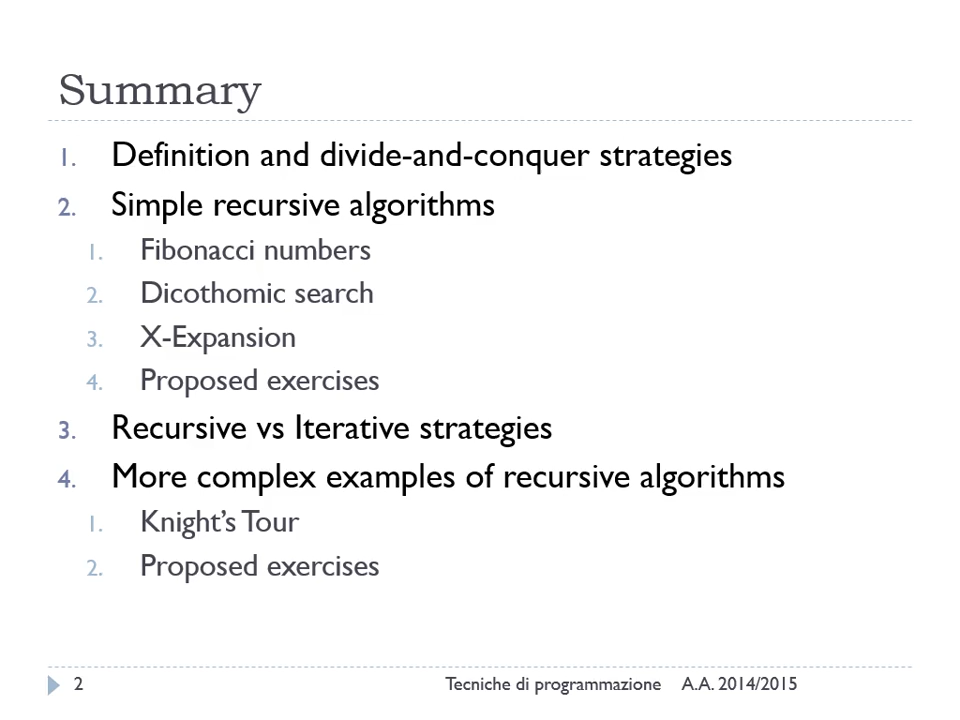 Summary
1. Definition and divide-and-conquer strategies
2. Simple recursive algorithms
1. Fibonacci numbers
2. Dicothomic search
3. X-Expansion
4. Proposed exercises
3. Recursive vs Iterative strategies
4. More complex examples of recursive algorithms
1. Knight's Tour
2. Proposed exercises
2 Tecniche di programmazione A.A. 2014/2015